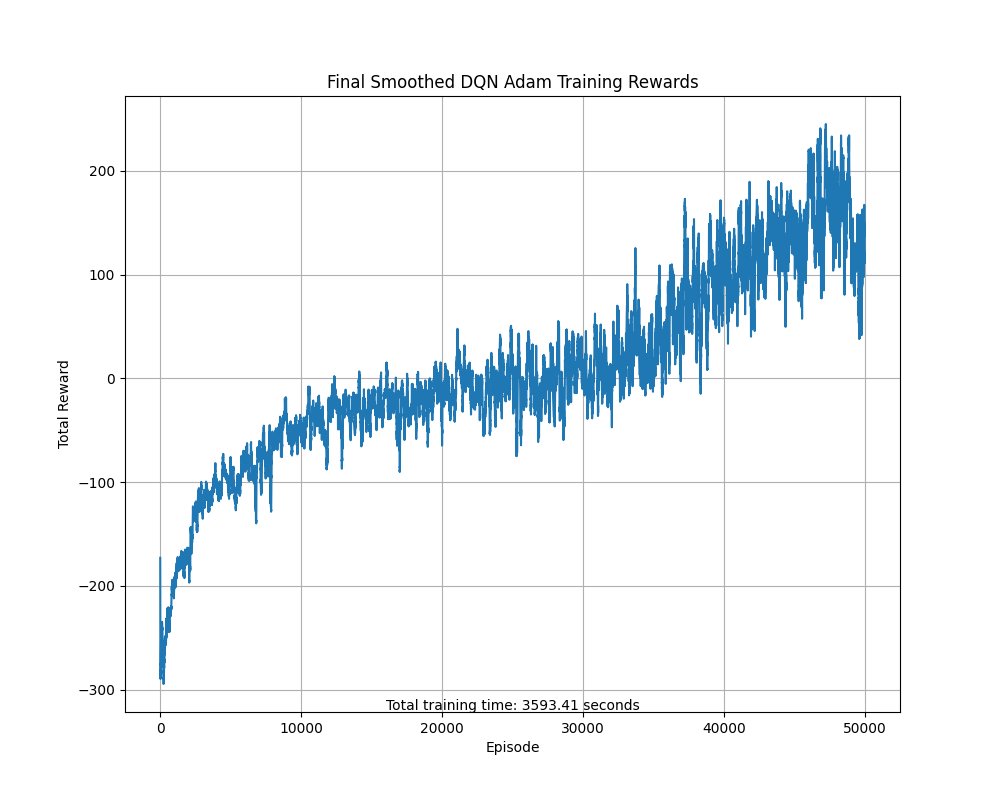 Final Smoothed DQN Adam Training Rewards
Total Reward
200
100
0
−100
−200
−300
Total training time: 3593.41 seconds
0 10000 20000 30000 40000 50000
Episode